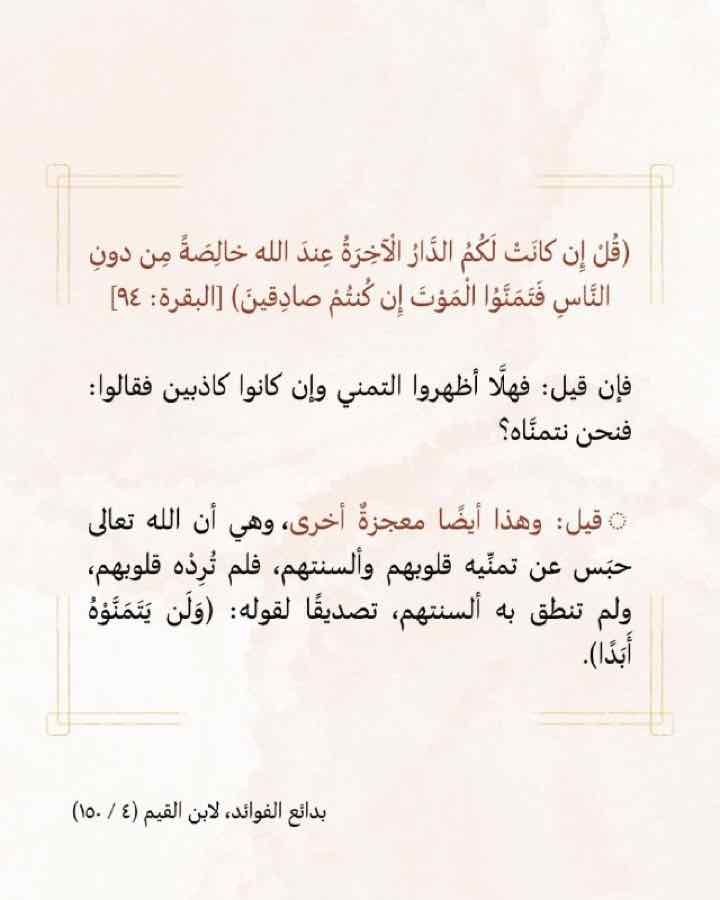 (قُلْ إِن كانَتْ لَكُمُ الدَّارُ الْآخِرَةُ عِندَ الله خالِصَةً مِن دونِ
النَّاسِ فَتَمَنَّوُا الْمَوْتَ إِن كُنتُمْ صادِقينَ) [البقرة: ٩٤]
فإن قيل: فهلَّا أظهروا التمني وإن كانوا كاذبين فقالوا:
فنحن نتمنَّاه؟
◌ قيل: وهذا أيضًا معجزةٌ أخرى، وهي أن الله تعالى
حبَس عن تمنِّيه قلوبهم وألسنتهم، فلم تُرِدْه قلوبهم،
ولم تنطق به ألسنتهم، تصديقًا لقوله: (وَلَن يَتَمَنَّوْهُ
أَبَدًا).
بدائع الفوائد، لابن القيم (٤ / ١٥٠)